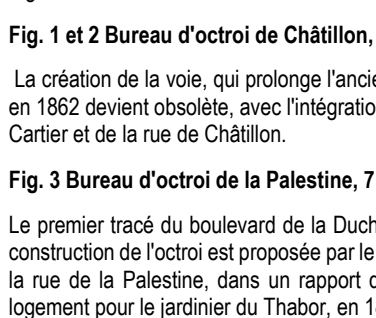 Fig. 1 et 2 Bureau d'octroi de Châtillon,
La création de la voie, qui prolonge l'ancie
en 1862 devient obsolète, avec l'intégratio
Cartier et de la rue de Châtillon.
Fig. 3 Bureau d'octroi de la Palestine, 7
Le premier tracé du boulevard de la Duch
construction de l'octroi est proposée par le
la rue de la Palestine, dans un rapport d
logement pour le jardinier du Thabor, en